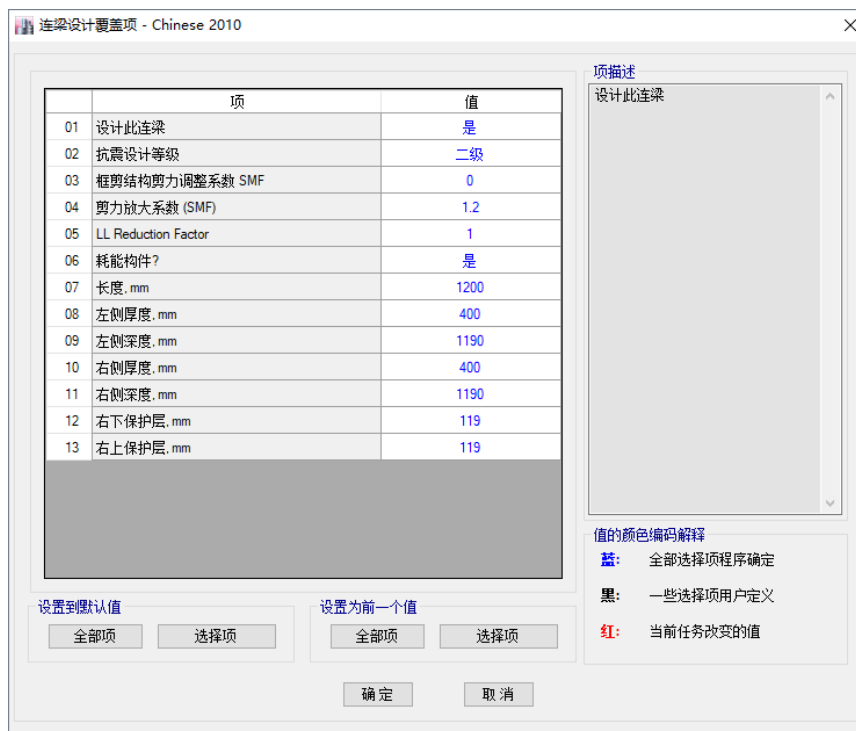 连梁设计覆盖项 - Chinese 2010
项 值
01 设计此连梁 是
02 抗震设计等级 二级
03 框剪结构剪力调整系数 SMF 0
04 剪力放大系数 (SMF) 1.2
05 LL Reduction Factor 1
06 耗能构件? 是
07 长度, mm 1200
08 左侧厚度, mm 400
09 左侧深度, mm 1190
10 右侧厚度, mm 400
11 右侧深度, mm 1190
12 右下保护层, mm 119
13 右上保护层, mm 119
项描述
设计此连梁
值的颜色编码解释
蓝: 全部选择项程序确定
黑: 一些选择项用户定义
红: 当前任务改变的值
设置到默认值
全部项 选择项
设置为前一个值
全部项 选择项
确定 取消